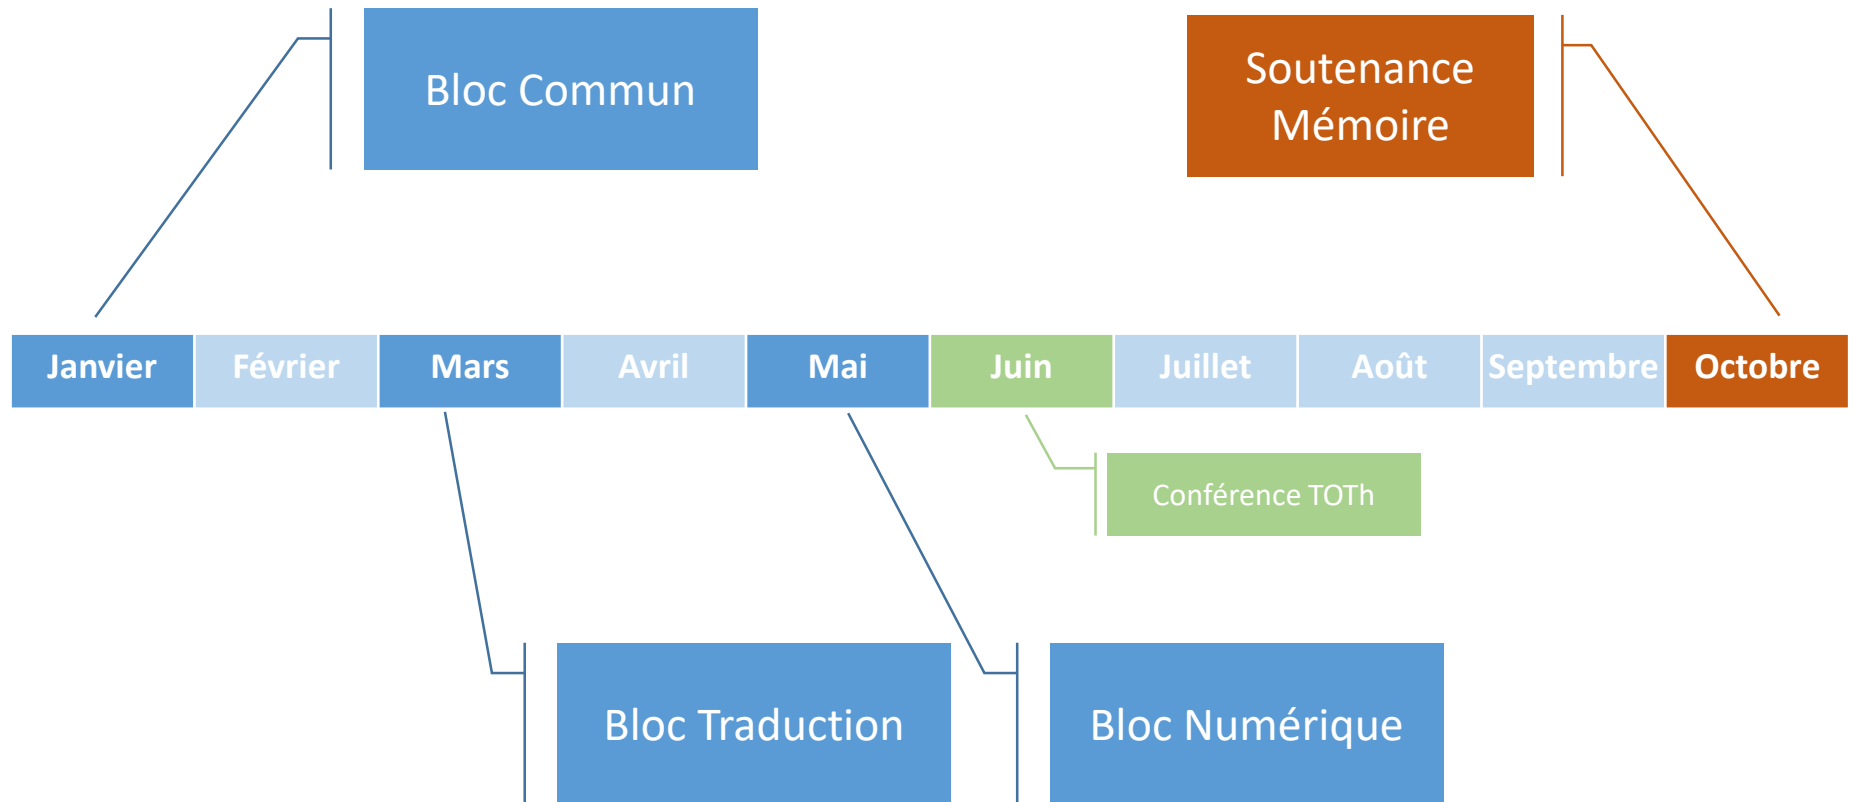 Bloc Commun
Soutenance
Mémoire
Janvier Février Mars Avril Mai Juin Juillet Août Septembre Octobre
Conférence TOTh
Bloc Traduction
Bloc Numérique